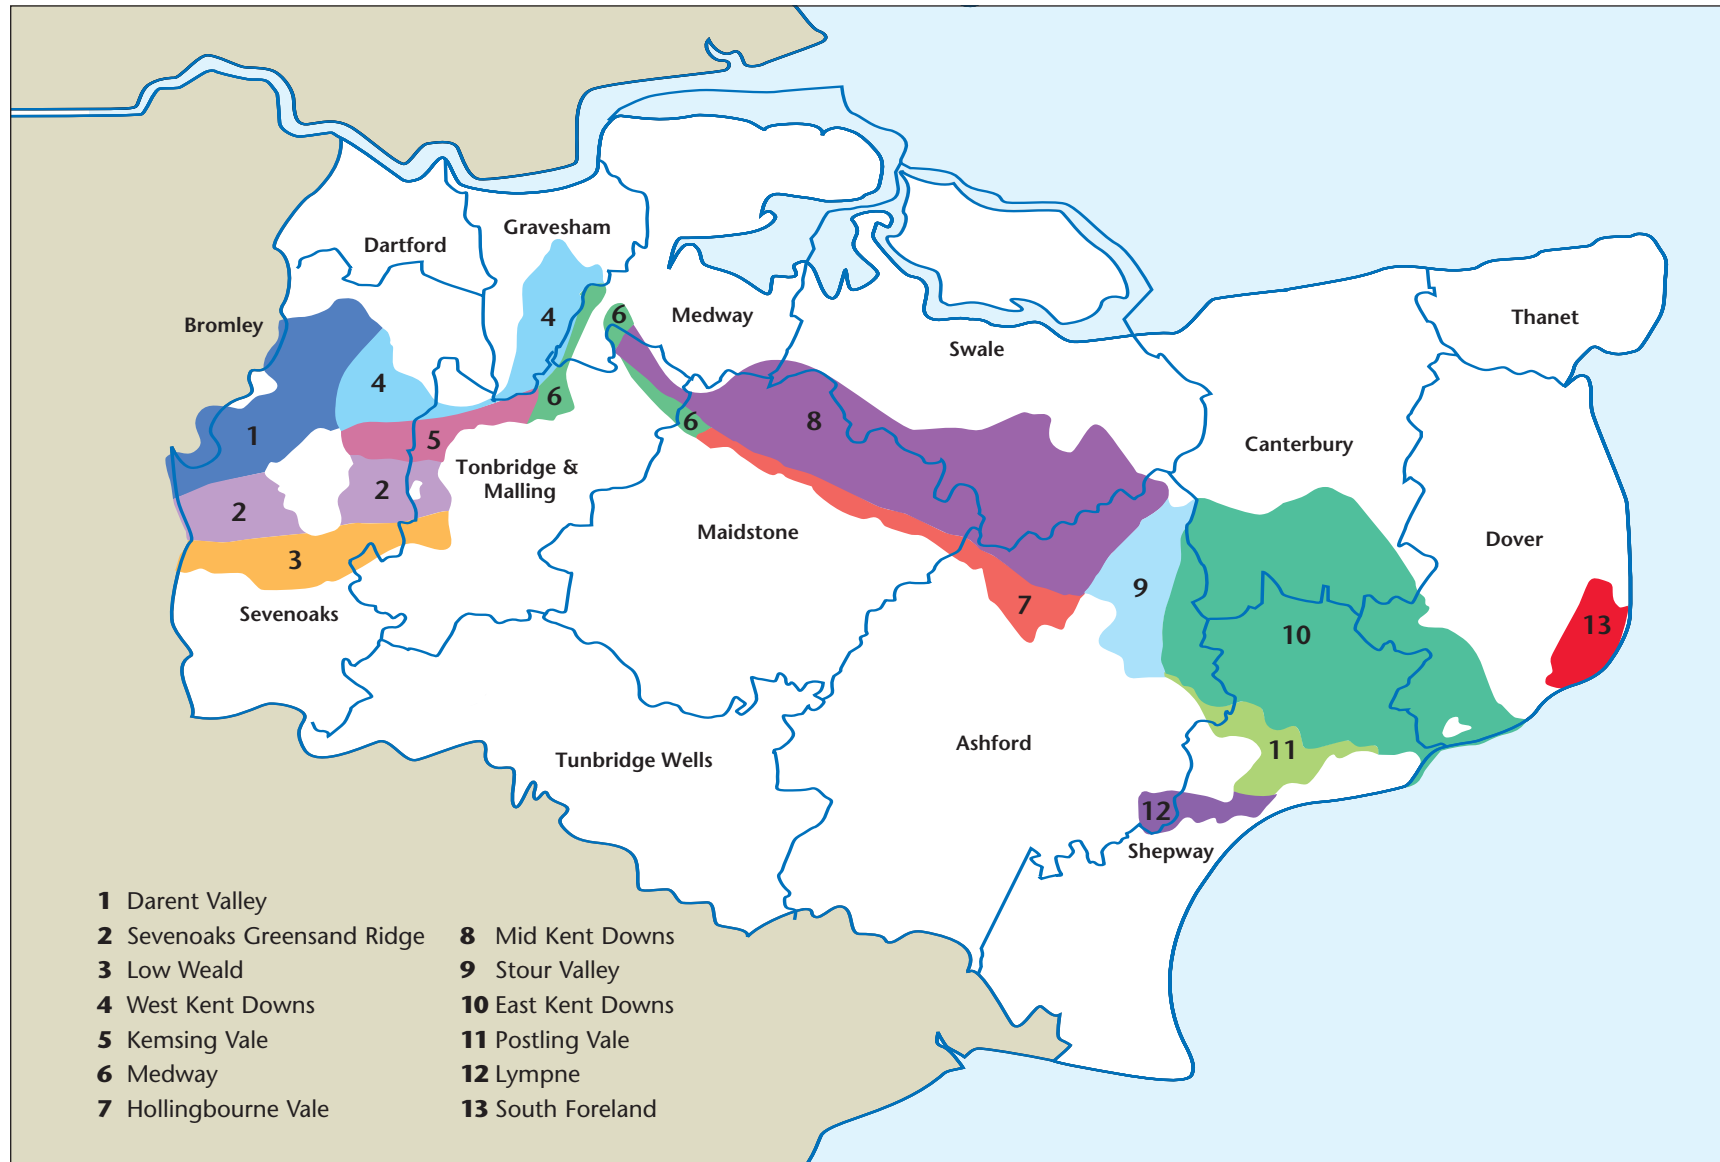 Gravesham
Dartford
Bromley
4
6
Medway
Thanet
Swale
4
6
1
5
6
8
Canterbury
Tonbridge &
Malling
2
2
Maidstone
Dover
3
9
7
Sevenoaks
10
13
Ashford
11
Tunbridge Wells
12
Shepway
1 Darent Valley
2 Sevenoaks Greensand Ridge
3 Low Weald
4 West Kent Downs
5 Kemsing Vale
6 Medway
7 Hollingbourne Vale
8 Mid Kent Downs
9 Stour Valley
10 East Kent Downs
11 Postling Vale
12 Lympne
13 South Foreland